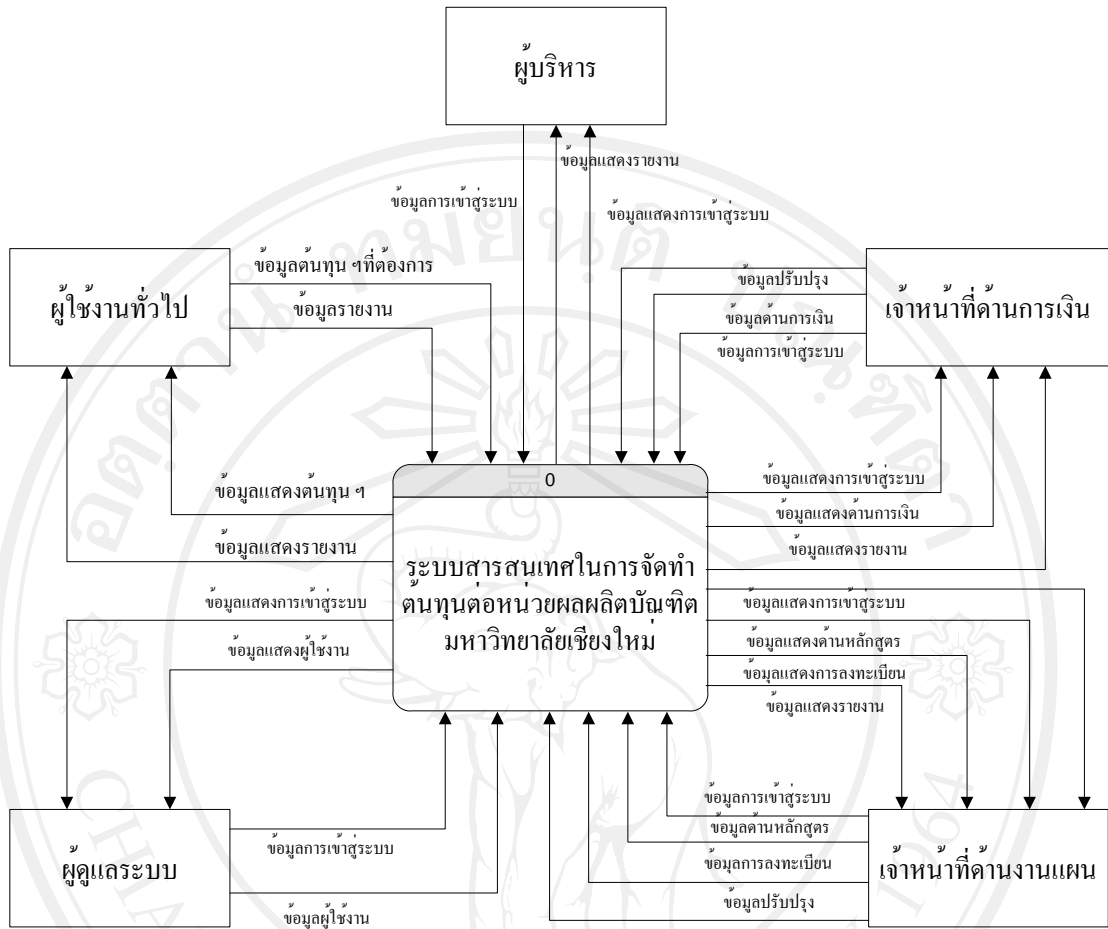 ผู้บริหาร
ข้อมูลแสดงรายงาน
ข้อมูลการเข้าสู่ระบบ
ข้อมูลแสดงการเข้าสู่ระบบ
ผู้ใช้งานทั่วไป
ข้อมูลต้นทุน ฯที่ต้องการ
ข้อมูลรายงาน
ข้อมูลปรับปรุง
ข้อมูลด้านการเงิน
ข้อมูลการเข้าสู่ระบบ
เจ้าหน้าที่ด้านการเงิน
ข้อมูลแสดงต้นทุน ฯ
ข้อมูลแสดงรายงาน
0
ระบบสารสนเทศในการจัดทำ
ต้นทุนต่อหน่วยผลผลิตบัณฑิต
มหาวิทยาลัยเชียงใหม่
ข้อมูลแสดงการเข้าสู่ระบบ
ข้อมูลแสดงด้านการเงิน
ข้อมูลแสดงรายงาน
ข้อมูลแสดงการเข้าสู่ระบบ
ข้อมูลแสดงผู้ใช้งาน
ข้อมูลแสดงการเข้าสู่ระบบ
ข้อมูลแสดงด้านหลักสูตร
ข้อมุลแสดงการลงทะเบียน
ข้อมูลแสดงรายงาน
ผู้ดูแลระบบ
ข้อมูลการเข้าสู่ระบบ
ข้อมูลผู้ใช้งาน
ข้อมูลการเข้าสู่ระบบ
ข้อมูลด้านหลักสูตร
ข้อมุลการลงทะเบียน
ข้อมูลปรับปรุง
เจ้าหน้าที่ด้านงานแผน
1964